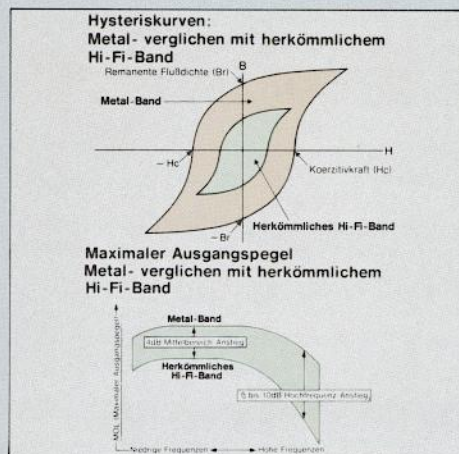 Hysteriskurven:
Metal- verglichen mit herkömmlichem
Hi-Fi-Band
Remanente Flußdichte (Br)
B
Metal-Band
H
– Hc
Koerzitivkraft (Hc)
– Br
Herkömmliches Hi-Fi-Band
Maximaler Ausgangspegel
Metal- verglichen mit herkömmlichem
Hi-Fi-Band
MOL (Maximaler Ausgangspegel)
Metal-Band
4dB Mittelbereich Anstieg
Herkömmliches
Hi-Fi-Band
6 bis 10dB Hochfrequenz Anstieg
Niedrige Frequenzen
Hohe Frequenzen